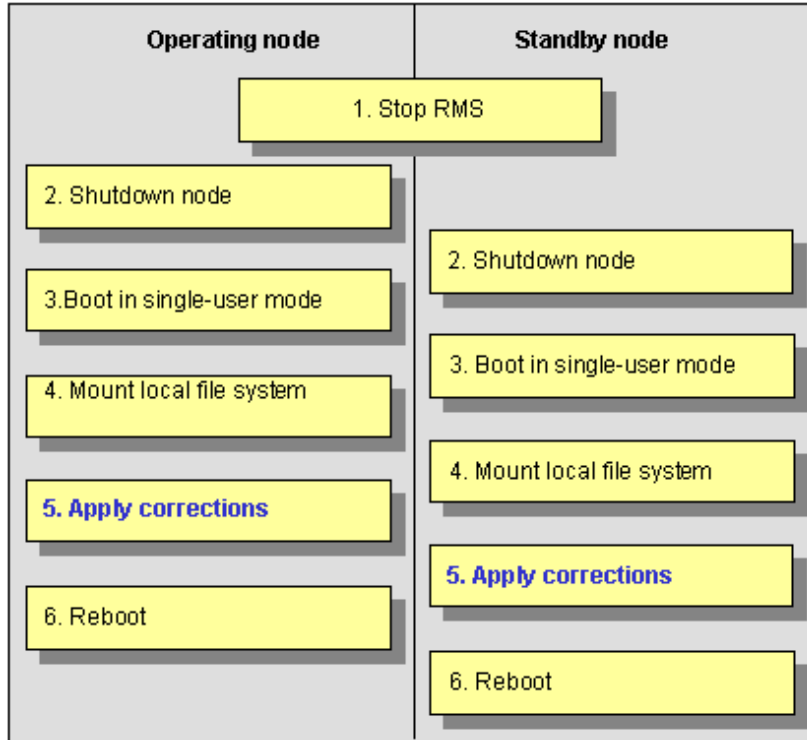 Operating node
Standby node
1. Stop RMS
2. Shutdown node
3.Boot in single-user mode
4. Mount local file system
5. Apply corrections
6. Reboot
2. Shutdown node
3. Boot in single-user mode
4. Mount local file system
5. Apply corrections
6. Reboot